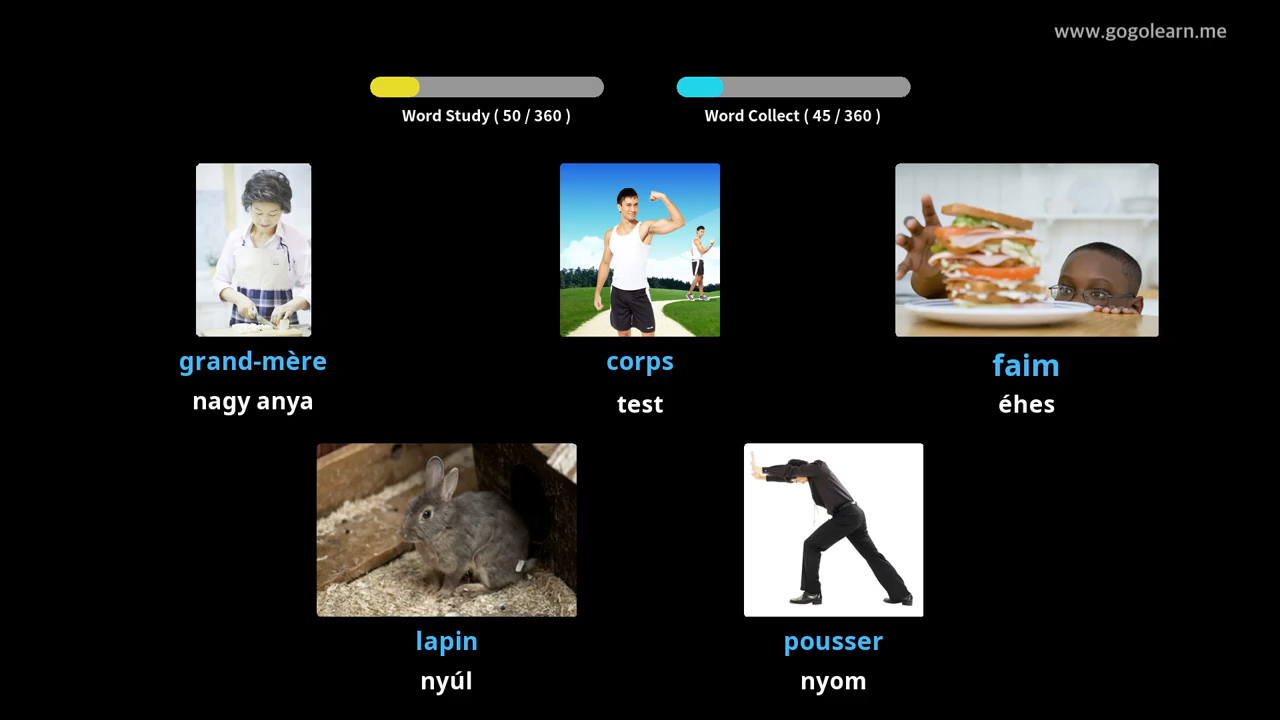 www.gogolearn.me
Word Study ( 50 / 360 )
Word Collect ( 45 / 360 )
grand-mère
nagy anya
corps
test
faim
éhes
lapin
nyúl
pousser
nyom